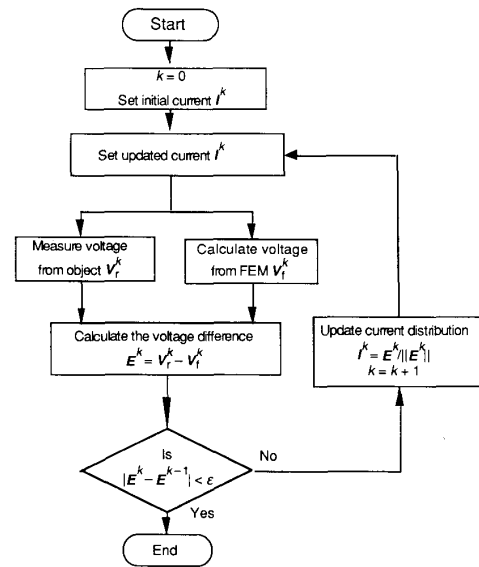 Start
k = 0
Set initial current I^k
Set updated current I^k
Measure voltage
from object V_r^k
Calculate voltage
from FEM V_f^k
Calculate the voltage difference
E^k = V_r^k – V_f^k
Update current distribution
I^k = E^k/||E^k||
k = k + 1
Is
|E^k – E^{k–1}| < ε
No
Yes
End